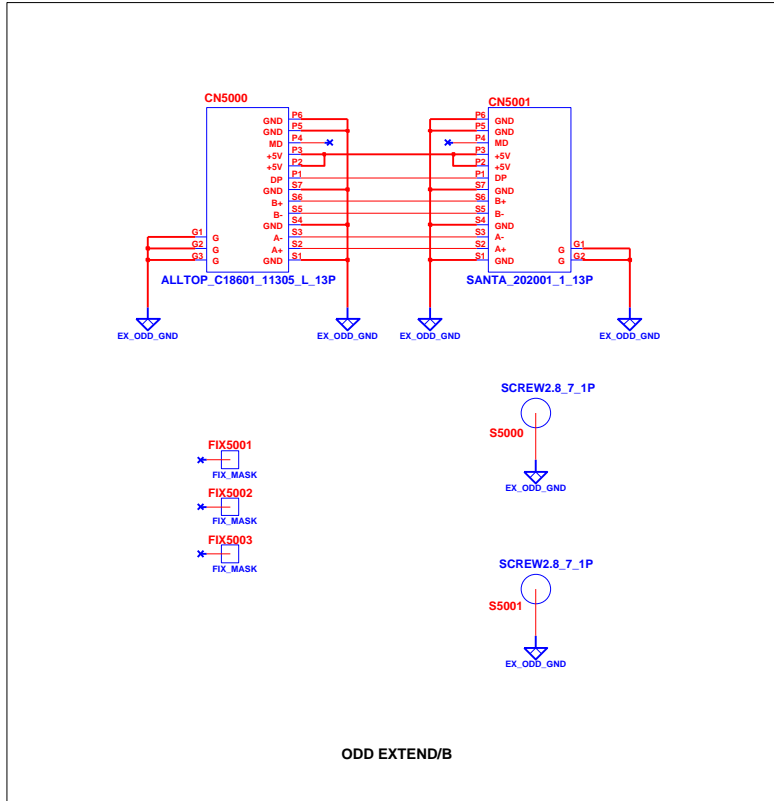 CN5000 CN5001
P6 P6
GND GND
P5 P5
GND GND
P4 P4
MD MD
P3 P3
+5V +5V
P2 P2
+5V +5V
P1 P1
DP DP
S7 S7
GND GND
S6 S6
B+ B+
S5 S5
B- B-
S4 S4
GND GND
G1 G S3 A- A- S3 G1
G2 G S2 A+ A+ S2 G G2
G3 G S1 GND GND S1 G
ALLTOP_C18601_11305_L_13P SANTA_202001_1_13P
EX_ODD_GND EX_ODD_GND EX_ODD_GND EX_ODD_GND
SCREW2.8_7_1P
S5000
FIX5001
FIX_MASK
EX_ODD_GND
FIX5002
FIX_MASK
FIX5003
FIX_MASK
SCREW2.8_7_1P
S5001
EX_ODD_GND
ODD EXTEND/B